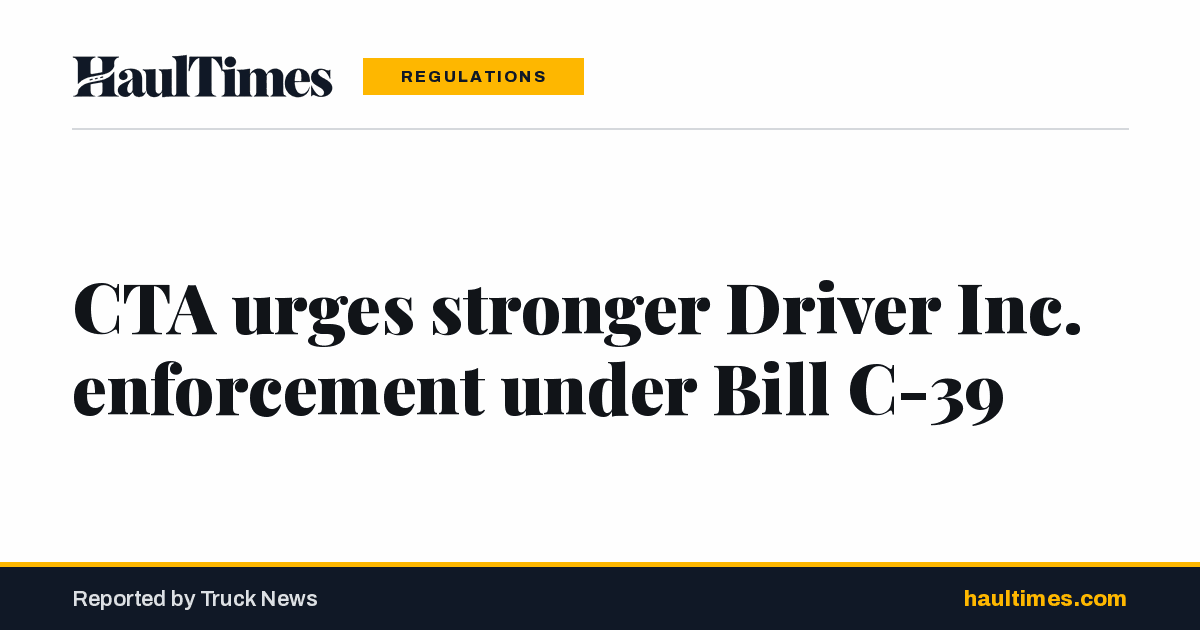 HaulTimes
REGULATIONS
CTA urges stronger Driver Inc.
enforcement under Bill C-39
Reported by Truck News
haultimes.com